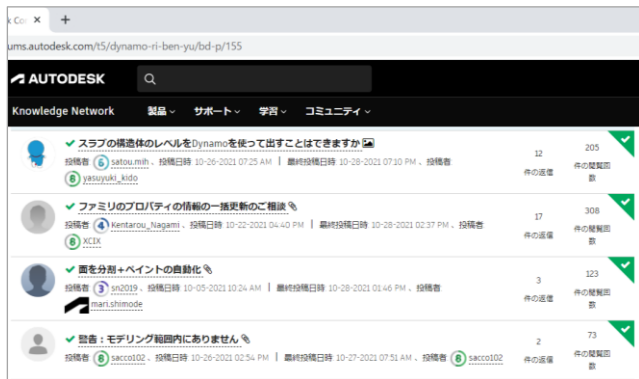 k Co
ums.autodesk.com/t5/dynamo-ri-ben-yu/bd-p/155
AUTODESK
Knowledge Network 製品 サポート 学習 コミュニティ
スラブの構造体のレベルをDynamoを使って出すことはできますか
投稿者 6 satou.mih 、投稿日時 10-26-2021 07:25 AM | 最終投稿日時 10-28-2021 07:10 PM 、投稿者
8 yasuyuki_kido
12
件の返信
205
件の閲覧回
数
ファミリのプロパティの情報の一括更新のご相談
投稿者 4 Kentarou_Nagami 、投稿日時 10-22-2021 04:40 PM | 最終投稿日時 10-28-2021 02:37 PM 、投稿者
8 XCIX
17
件の返信
308
件の閲覧回
数
面を分割+ペイントの自動化
投稿者 3 sn2019 、投稿日時 10-05-2021 10:24 AM | 最終投稿日時 10-28-2021 01:46 PM 、投稿者
mari.shimode
3
件の返信
123
件の閲覧回
数
警告：モデリング範囲内にありません
投稿者 8 sacco102 、投稿日時 10-26-2021 02:54 PM | 最終投稿日時 10-27-2021 07:51 AM 、投稿者 8 sacco102
2
件の返信
73
件の閲覧回
数